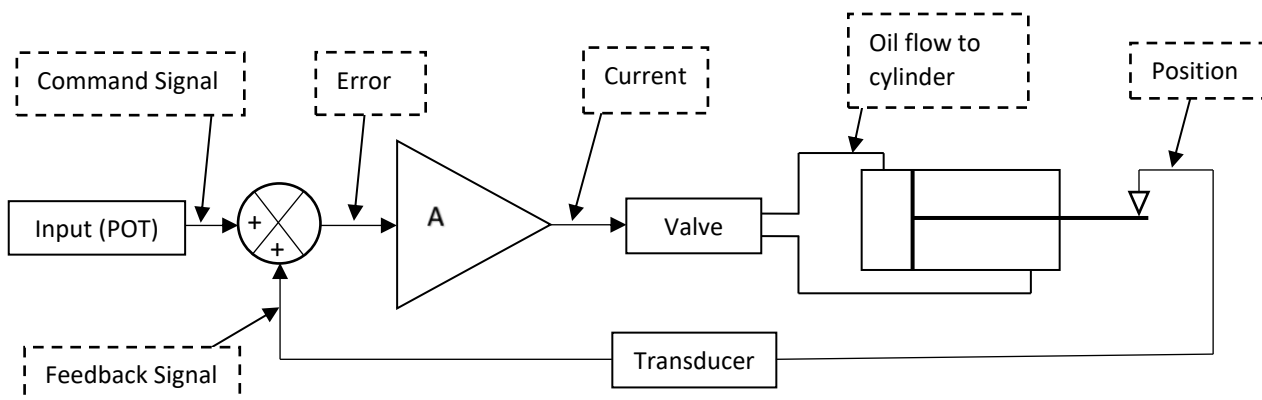 Command Signal
Error
Current
Oil flow to
cylinder
Position
Input (POT)
+
+
A
Valve
Transducer
Feedback Signal